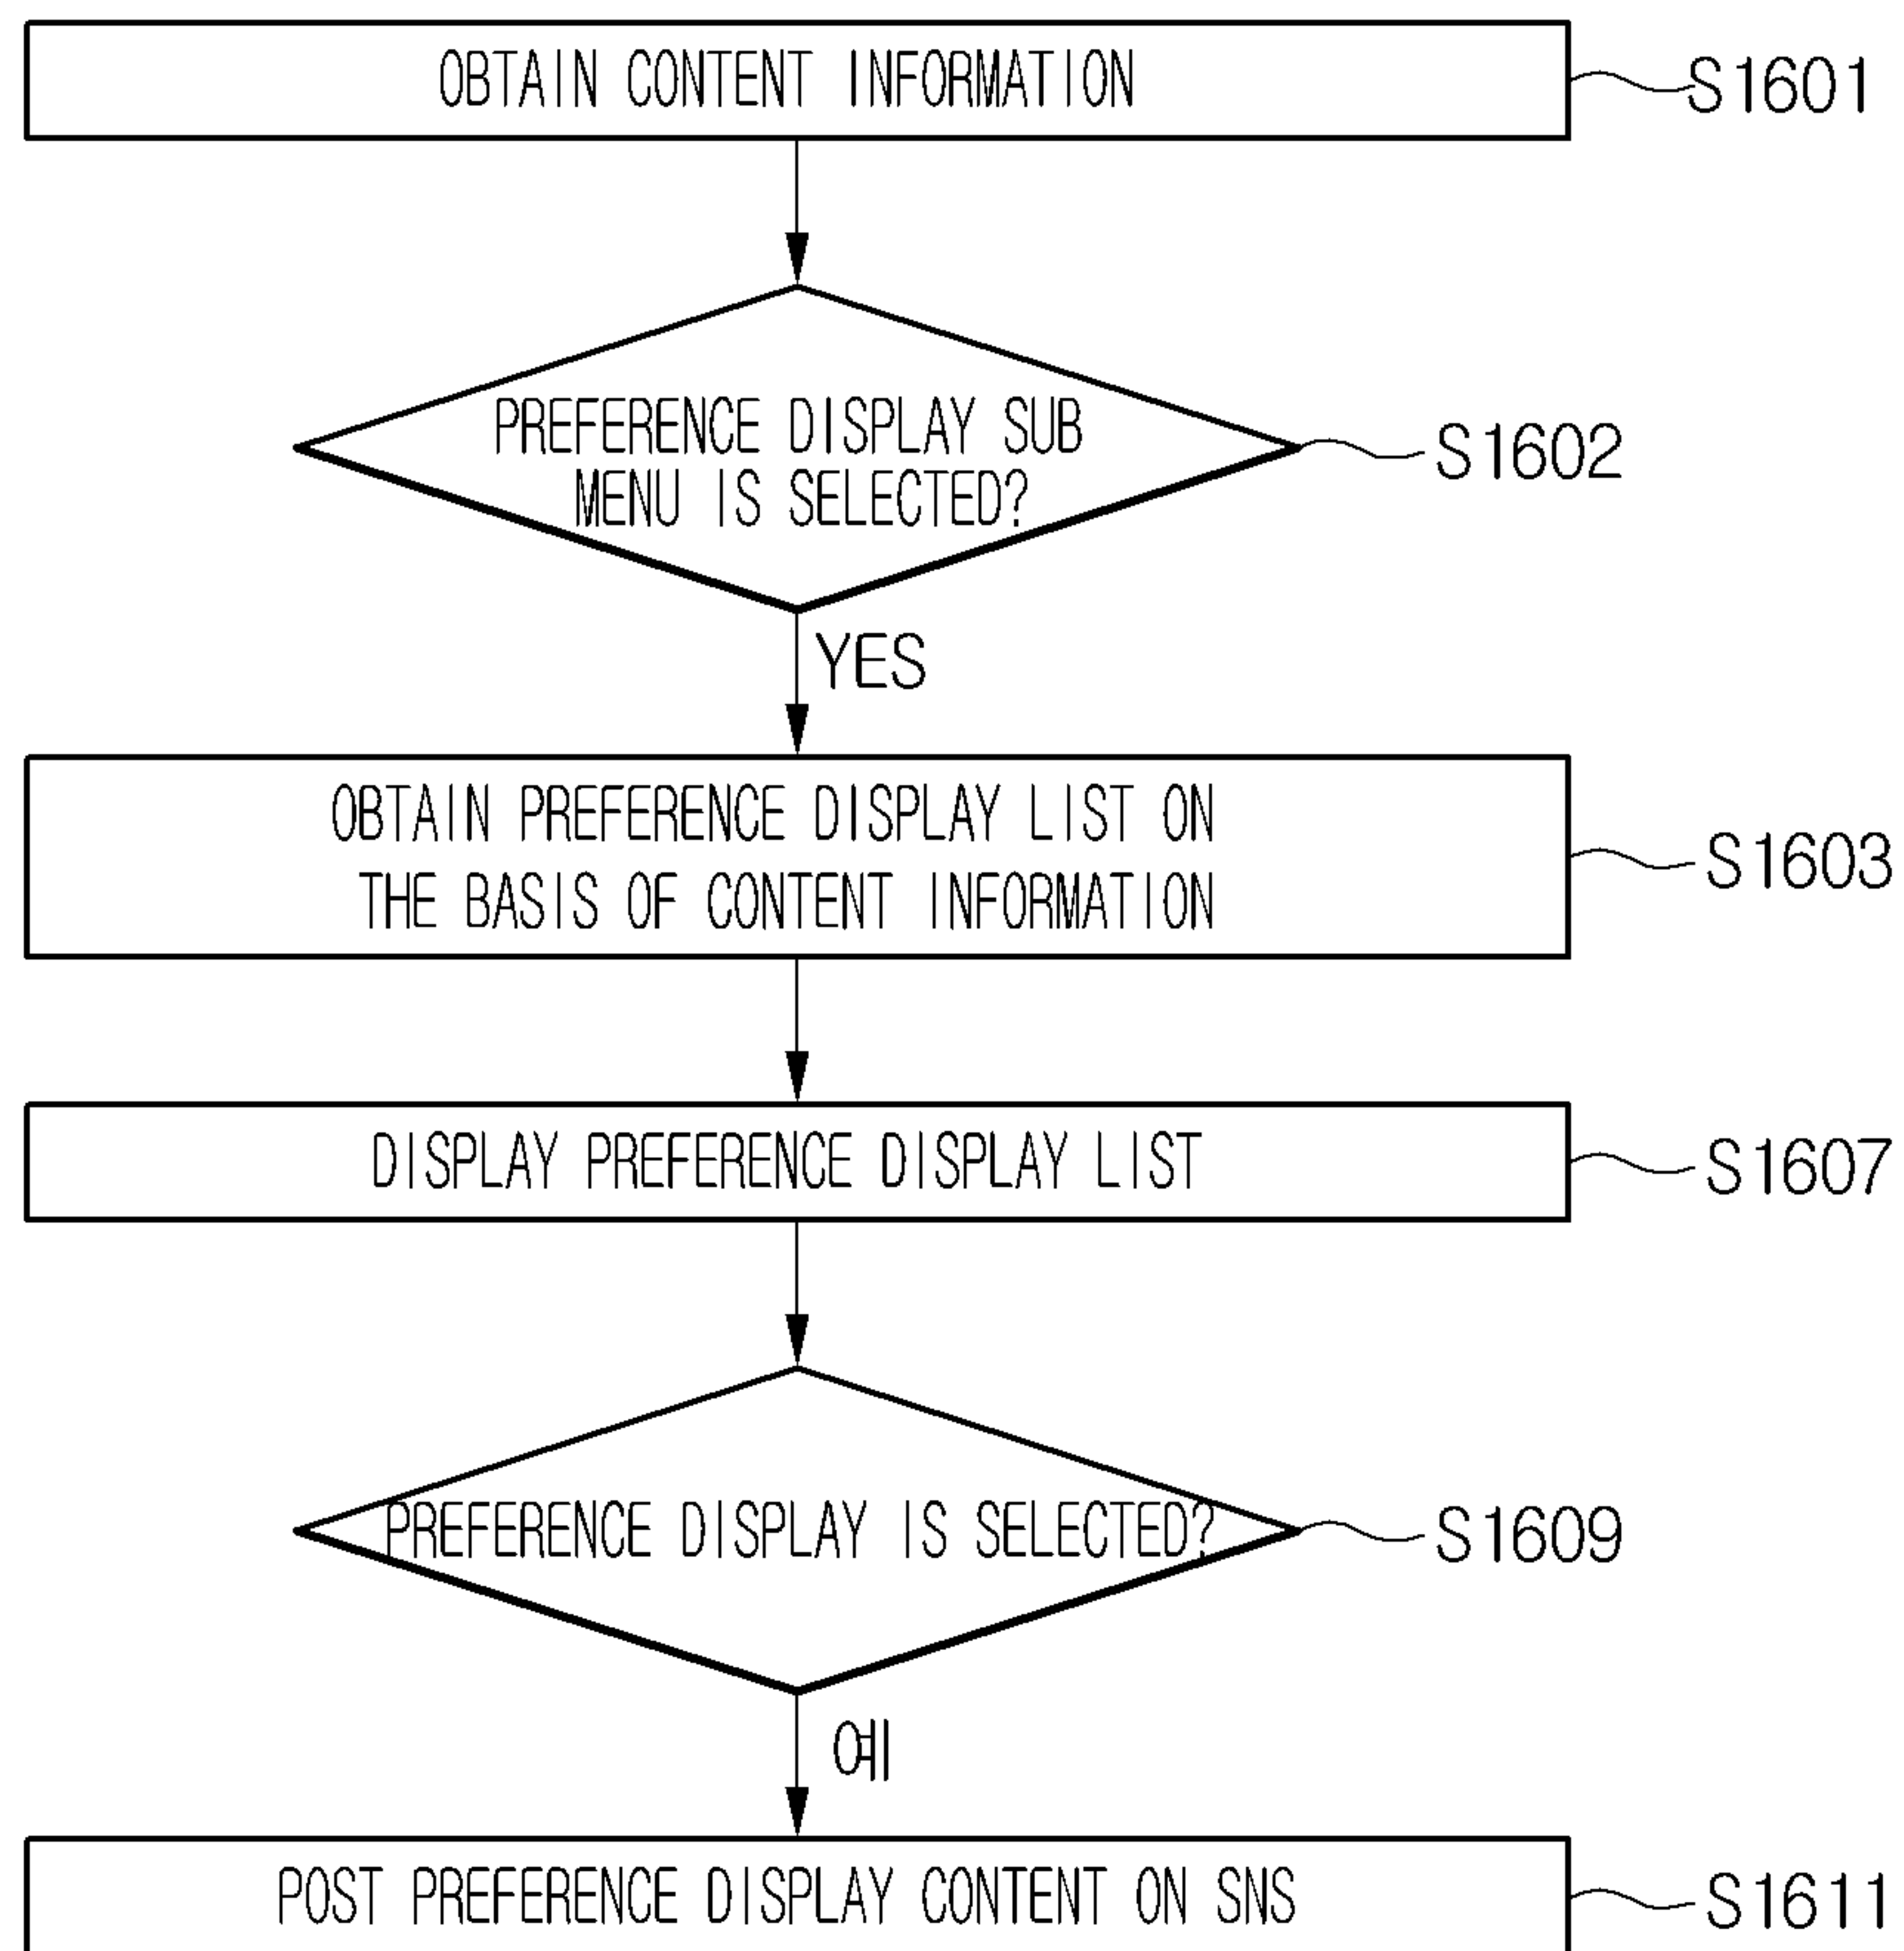 OBTAIN CONTENT INFORMATION
S1601
PREFERENCE DISPLAY SUB
MENU IS SELECTED?
S1602
YES
OBTAIN PREFERENCE DISPLAY LIST ON
THE BASIS OF CONTENT INFORMATION
S1603
DISPLAY PREFERENCE DISPLAY LIST
S1607
PREFERENCE DISPLAY IS SELECTED?
S1609
예
POST PREFERENCE DISPLAY CONTENT ON SNS
S1611